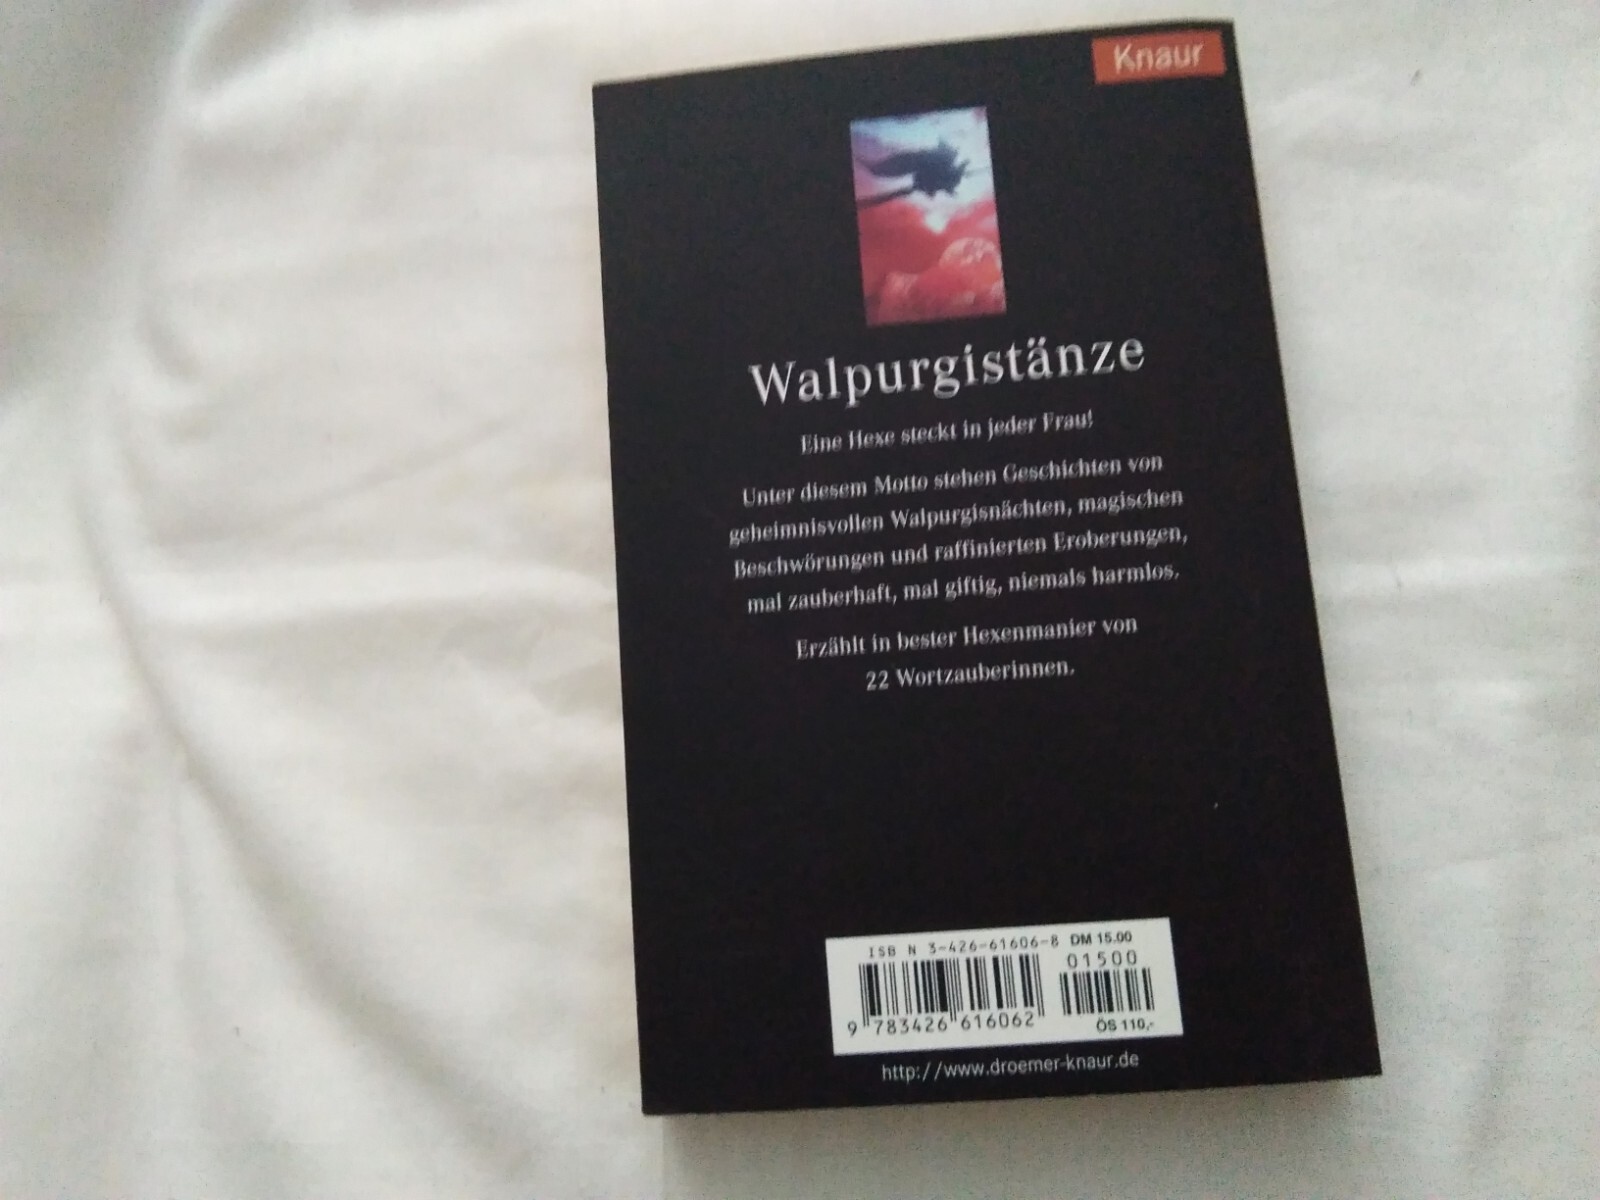 Knaur
Walpurgistänze
Eine Hexe steckt in jeder Frau!
Unter diesem Motto stehen Geschichten von
geheimnisvollen Walpurgisnächten, magischen
Beschwörungen und raffinierten Eroberungen,
mal zauberhaft, mal giftig, niemals harmlos.
Erzählt in bester Hexenmanier von
22 Wortzauberinnen.
ISBN 3-426-61606-8 DM 15.00
01500
9 783426 616062
ÖS 110,-
http://www.droemer-knaur.de